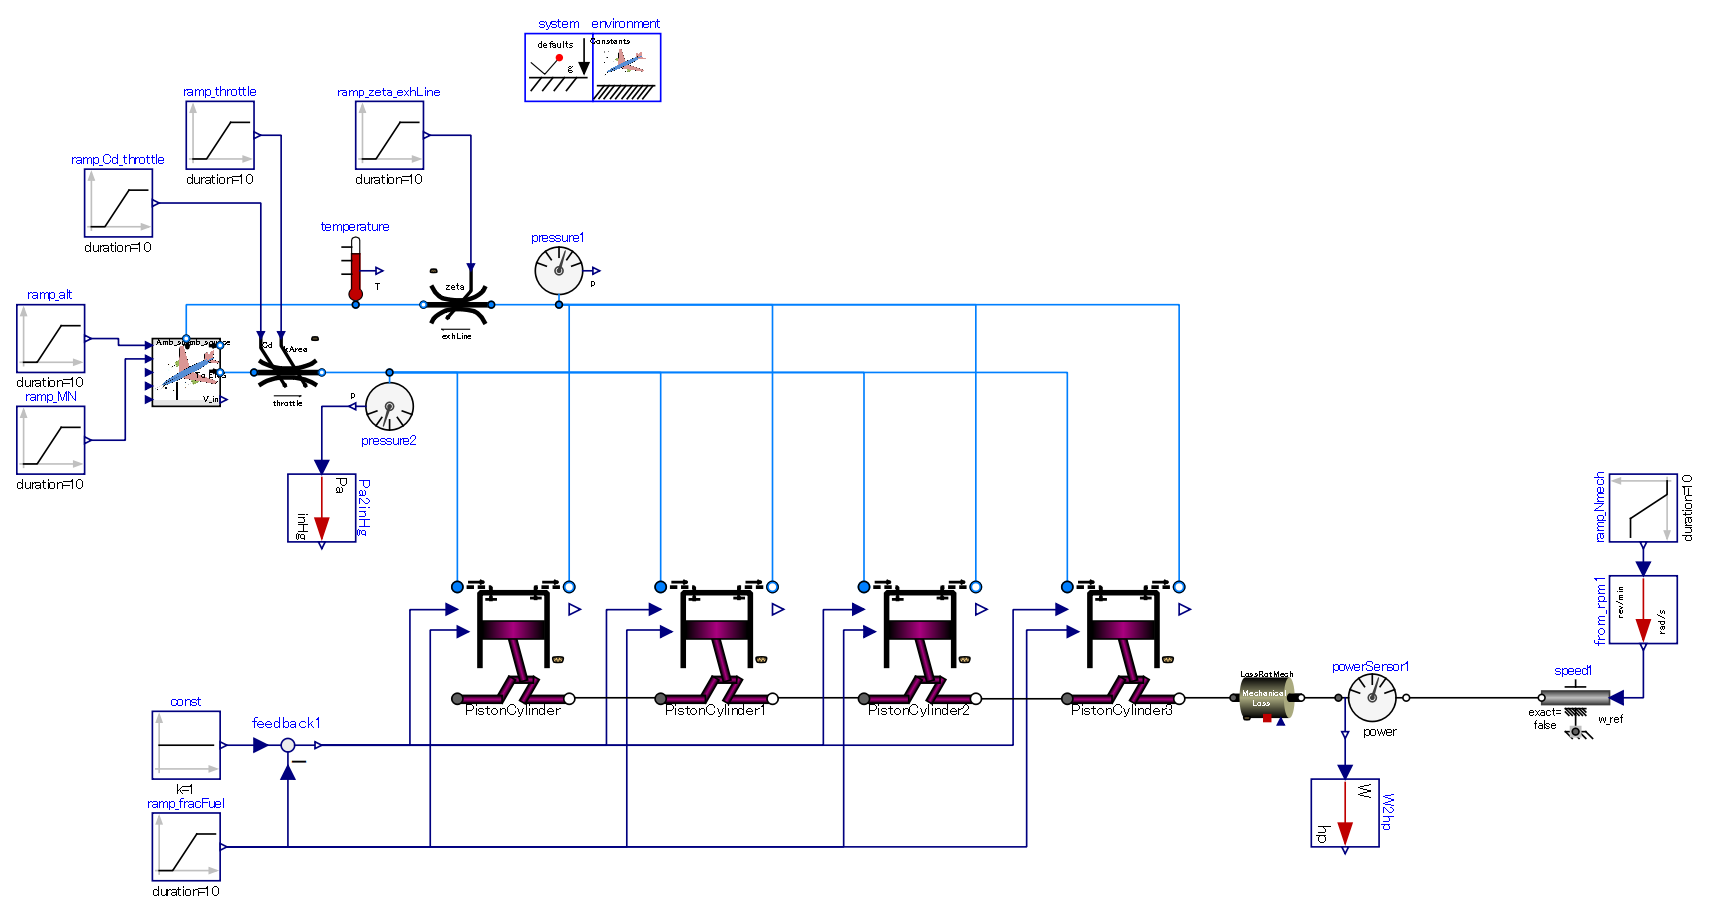 system environment
defaults
Constants
g
ramp_throttle
duration=10
ramp_zeta_exhLine
duration=10
ramp_Cd_throttle
duration=10
temperature
T
pressure1
p
zeta
exhLine
ramp_alt
duration=10
ramp_MN
duration=10
V_in
Cd
kArea
throttle
p
pressure2
Pa
inHg
Pa2inHg
ramp_Nmech
duration=10
from_rpm1
rev/min
rad/s
speed1
exact=
false
w_ref
PistonCylinder
PistonCylinder1
PistonCylinder2
PistonCylinder3
LossRotMech
Mechanical
Loss
powerSensor1
power
W
hp
W2hp
const
k=1
feedback1
ramp_fracFuel
duration=10